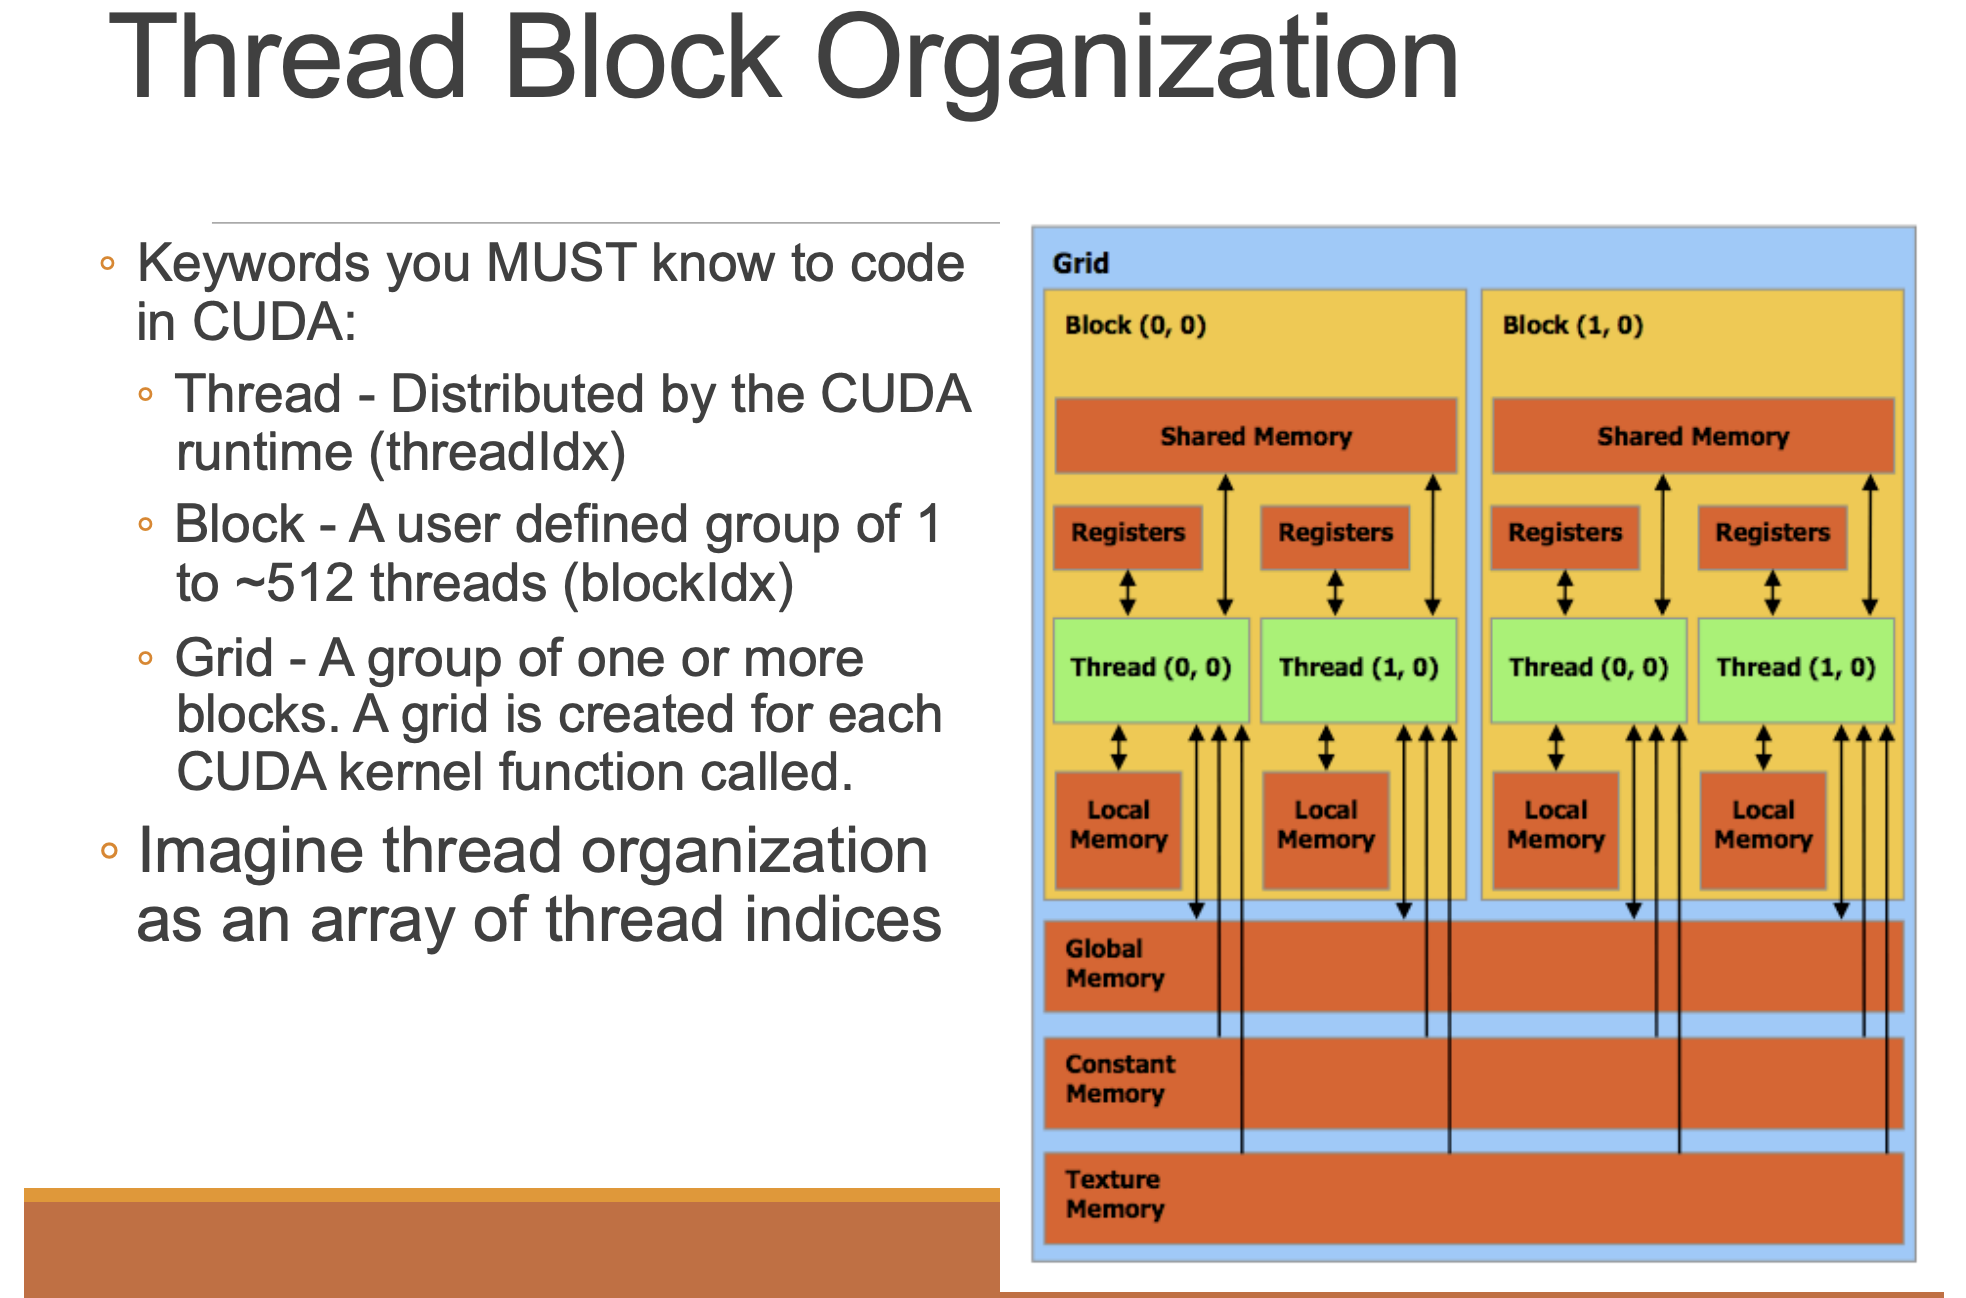 Thread Block Organization
◦ Keywords you MUST know to code
in CUDA:
◦ Thread - Distributed by the CUDA
runtime (threadIdx)
◦ Block - A user defined group of 1
to ~512 threads (blockIdx)
◦ Grid - A group of one or more
blocks. A grid is created for each
CUDA kernel function called.
◦ Imagine thread organization
as an array of thread indices
Grid
Block (0, 0)
Shared Memory
Registers
Registers
Thread (0, 0)
Thread (1, 0)
Local
Memory
Local
Memory
Block (1, 0)
Shared Memory
Registers
Registers
Thread (0, 0)
Thread (1, 0)
Local
Memory
Local
Memory
Global
Memory
Constant
Memory
Texture
Memory